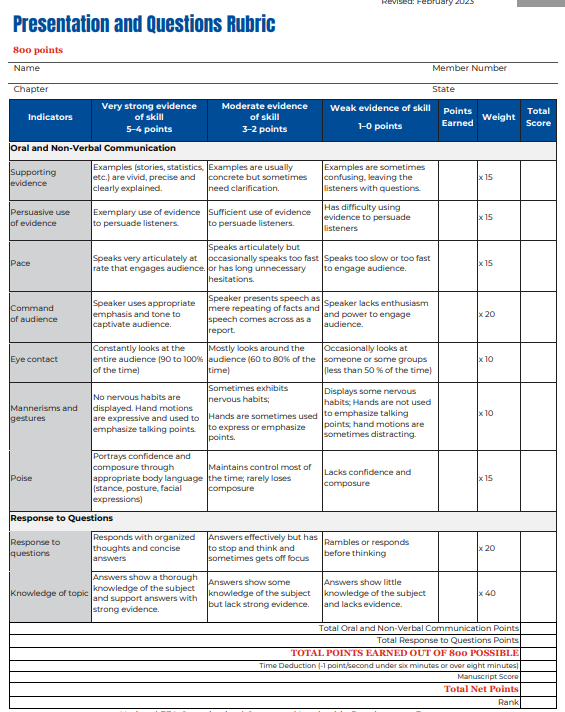 Revised: February 2023
Presentation and Questions Rubric
800 points
Name Member Number
Chapter State
Indicators
Very strong evidence
of skill
5–4 points
Moderate evidence
of skill
3–2 points
Weak evidence of skill
1–0 points
Points
Earned
Weight
Total
Score
Oral and Non-Verbal Communication
Supporting
evidence
Examples (stories, statistics,
etc.) are vivid, precise and
clearly explained.
Examples are usually
concrete but sometimes
need clarification.
Examples are sometimes
confusing, leaving the
listeners with questions.
x 15
Persuasive use
of evidence
Exemplary use of evidence
to persuade listeners.
Sufficient use of evidence
to persuade listeners.
Has difficulty using
evidence to persuade
listeners
x 15
Pace
Speaks very articulately at
rate that engages audience.
Speaks articulately but
occasionally speaks too fast
or has long unnecessary
hesitations.
Speaks too slow or too fast
to engage audience.
x 15
Command
of audience
Speaker uses appropriate
emphasis and tone to
captivate audience.
Speaker presents speech as
mere repeating of facts and
speech comes across as a
report.
Speaker lacks enthusiasm
and power to engage
audience.
x 20
Eye contact
Constantly looks at the
entire audience (90 to 100%
of the time)
Mostly looks around the
audience (60 to 80% of the
time)
Occasionally looks at
someone or some groups
(less than 50 % of the time)
x 10
Mannerisms and
gestures
No nervous habits are
displayed. Hand motions
are expressive and used to
emphasize talking points.
Sometimes exhibits
nervous habits;
Hands are sometimes used
to express or emphasize
points.
Displays some nervous
habits; Hands are not used
to emphasize talking
points; hand motions are
sometimes distracting.
x 10
Poise
Portrays confidence and
composure through
appropriate body language
(stance, posture, facial
expressions)
Maintains control most of
the time; rarely loses
composure
Lacks confidence and
composure
x 15
Response to Questions
Response to
questions
Responds with organized
thoughts and concise
answers
Answers effectively but has
to stop and think and
sometimes gets off focus
Rambles or responds
before thinking
x 20
Knowledge of topic
Answers show a thorough
knowledge of the subject
and support answers with
strong evidence.
Answers show some
knowledge of the subject
but lack strong evidence.
Answers show little
knowledge of the subject
and lacks evidence.
x 40
Total Oral and Non-Verbal Communication Points
Total Response to Questions Points
TOTAL POINTS EARNED OUT OF 800 POSSIBLE
Time Deduction (-1 point/second under six minutes or over eight minutes)
Manuscript Score
Total Net Points
Rank